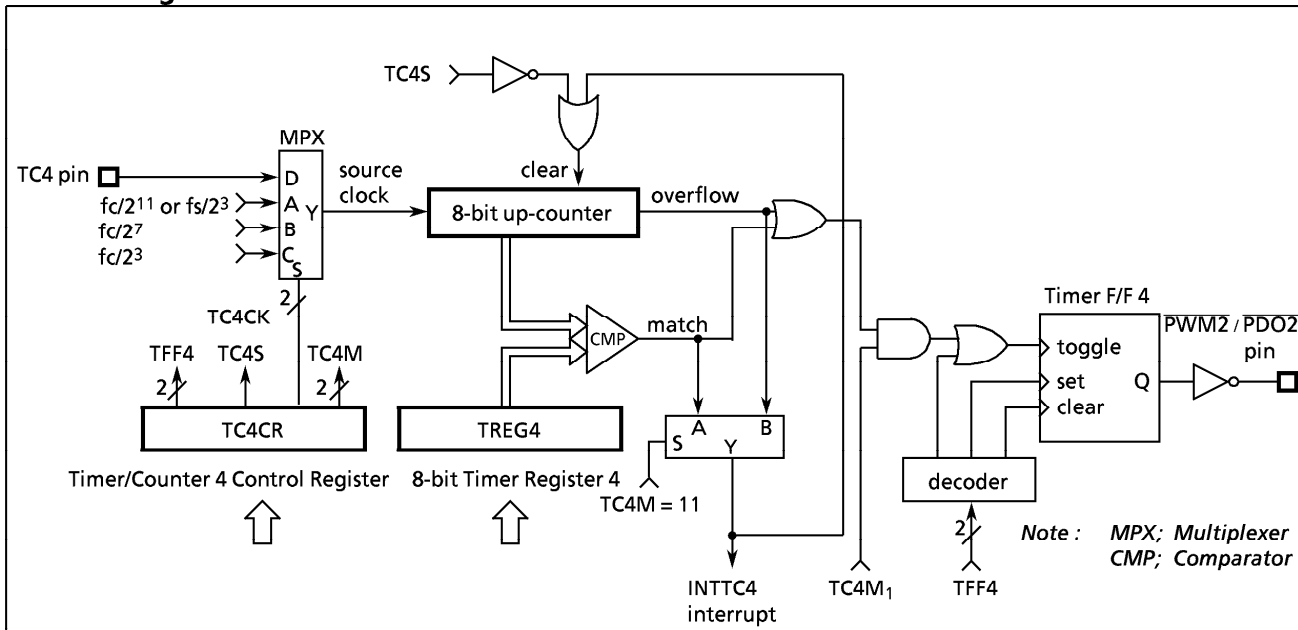 TC4S
MPX
TC4 pin
D
source
clock
clear
overflow
fc/2¹¹ or fs/2³
A
Y
8-bit up-counter
fc/2⁷
B
fc/2³
C
S
2
TC4CK
Timer F/F 4
CMP
match
PWM2 / PDO2
pin
TFF4
TC4S
TC4M
toggle
2
2
set
Q
clear
TC4CR
TREG4
S
A
Y
B
Timer/Counter 4 Control Register
8-bit Timer Register 4
decoder
TC4M = 11
2
Note : MPX; Multiplexer
CMP; Comparator
INTTC4
interrupt
TC4M₁
TFF4